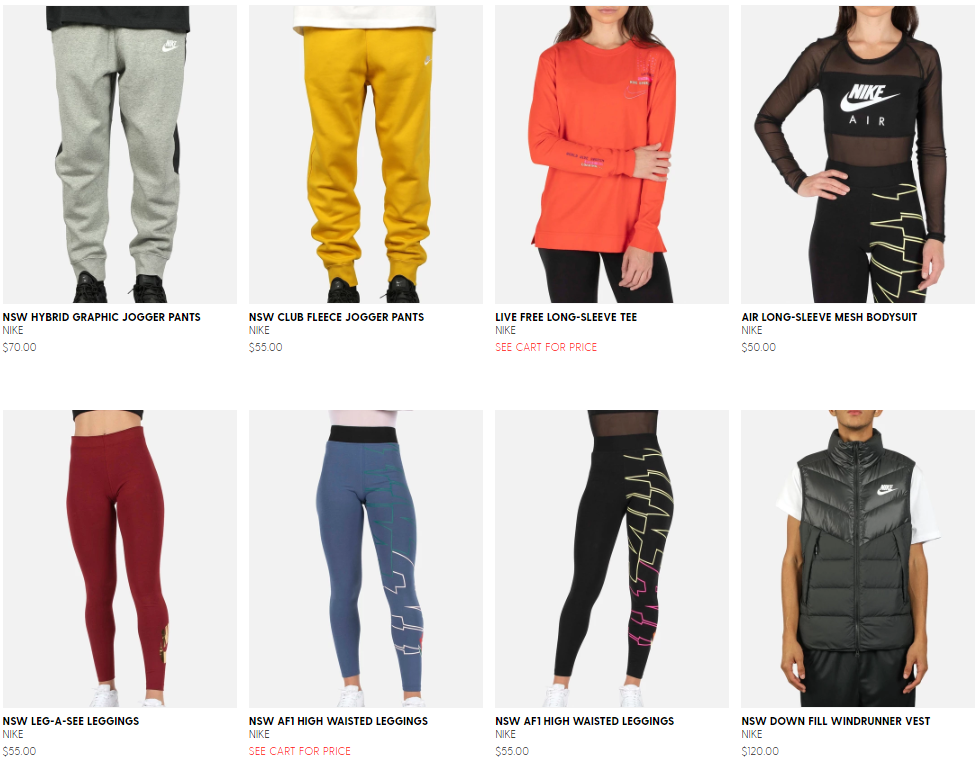 NIKE
AIR
NSW HYBRID GRAPHIC JOGGER PANTS
NIKE
$70.00
NSW CLUB FLEECE JOGGER PANTS
NIKE
$55.00
LIVE FREE LONG-SLEEVE TEE
NIKE
SEE CART FOR PRICE
AIR LONG-SLEEVE MESH BODYSUIT
NIKE
$50.00
NIKE
NSW LEG-A-SEE LEGGINGS
NIKE
$55.00
NSW AF1 HIGH WAISTED LEGGINGS
NIKE
SEE CART FOR PRICE
NSW AF1 HIGH WAISTED LEGGINGS
NIKE
$55.00
NSW DOWN FILL WINDRUNNER VEST
NIKE
$120.00